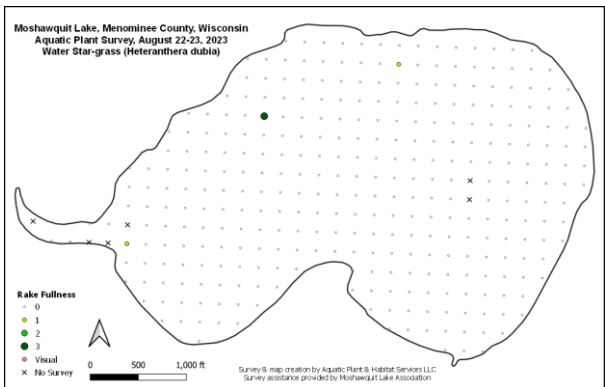 Moshawquit Lake, Menominee County, Wisconsin
Aquatic Plant Survey, August 22-23, 2023
Water Star-grass (Heteranthera dubia)
Rake Fullness
0
1
2
3
Visual
No Survey
0 500 1,000 ft
Survey & map creation by Aquatic Plant & Habitat Services LLC
Survey assistance provided by Moshawquit Lake Association